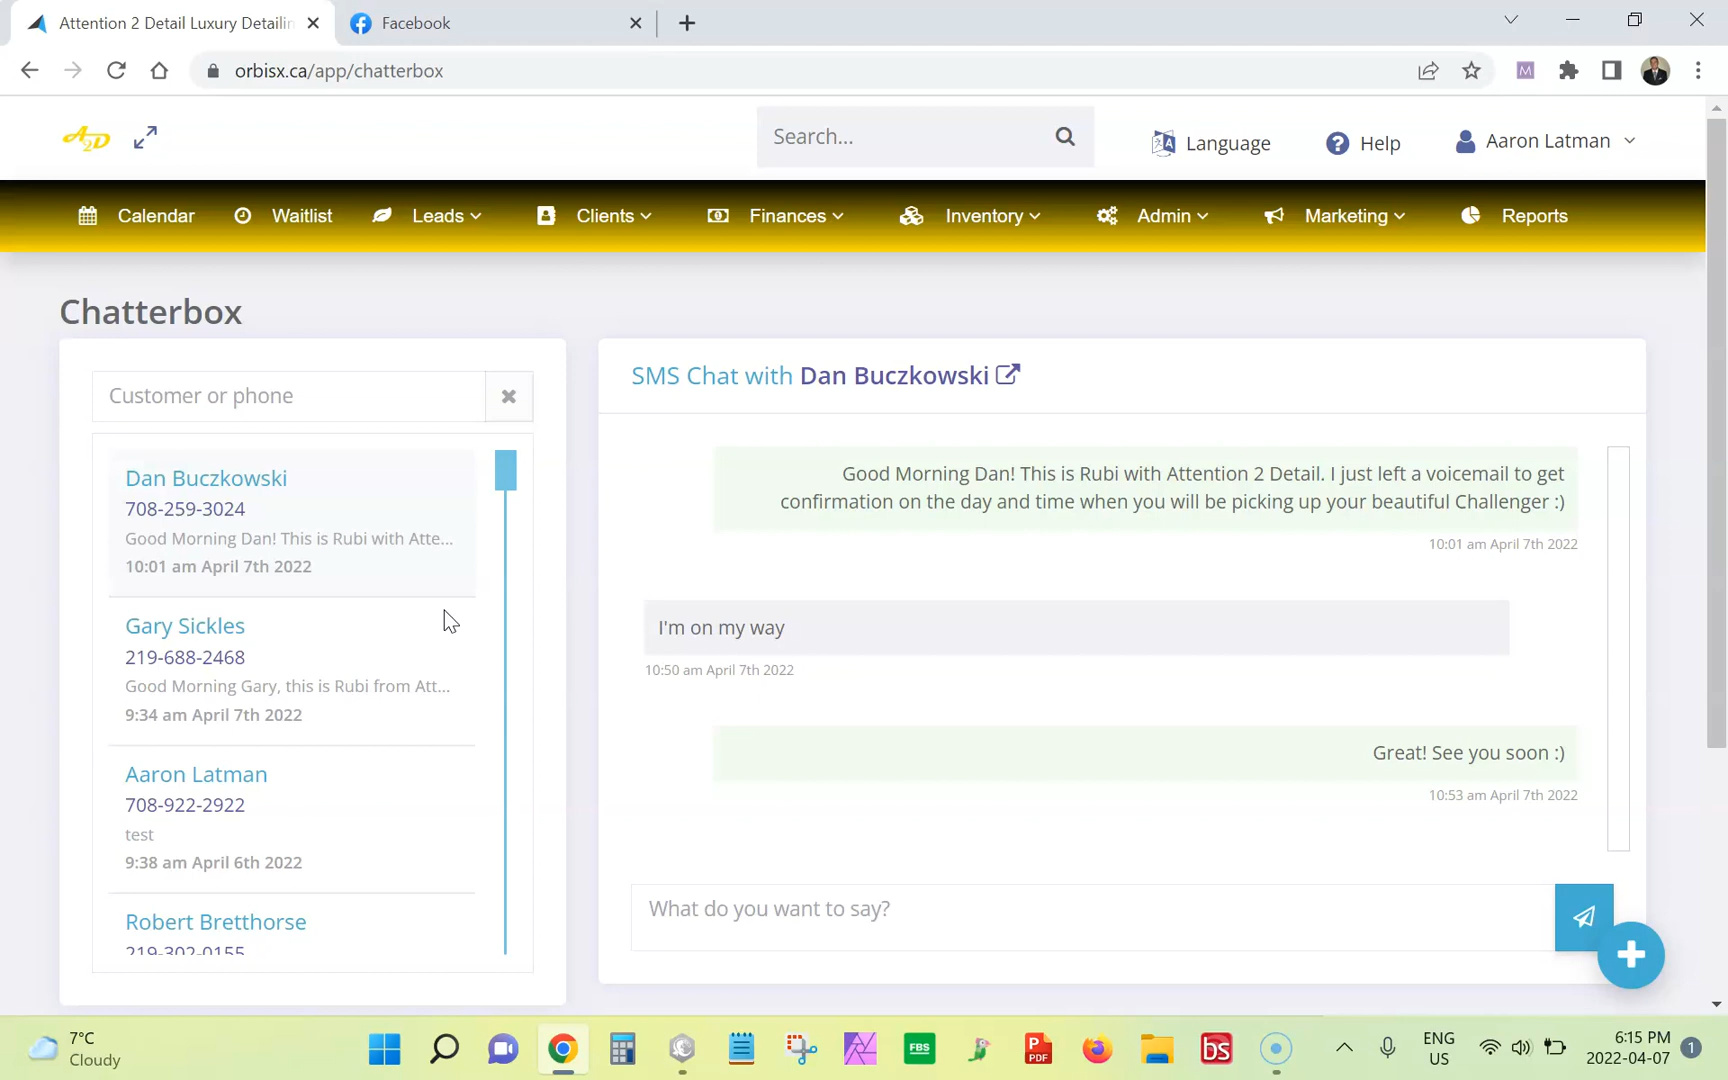 Attention 2 Detail Luxury Detailin
Facebook
orbisx.ca/app/chatterbox
M
A2D
Search...
Language
Help
Aaron Latman
Calendar
Waitlist
Leads
Clients
Finances
Inventory
Admin
Marketing
Reports
Chatterbox
Customer or phone
SMS Chat with Dan Buczkowski
Dan Buczkowski
708-259-3024
Good Morning Dan! This is Rubi with Atte...
10:01 am April 7th 2022
Gary Sickles
219-688-2468
Good Morning Gary, this is Rubi from Att...
9:34 am April 7th 2022
Aaron Latman
708-922-2922
test
9:38 am April 6th 2022
Robert Bretthorse
219-302-0155
Good Morning Dan! This is Rubi with Attention 2 Detail. I just left a voicemail to get
confirmation on the day and time when you will be picking up your beautiful Challenger :)
10:01 am April 7th 2022
I'm on my way
10:50 am April 7th 2022
Great! See you soon :)
10:53 am April 7th 2022
What do you want to say?
7°C
Cloudy
FBS
PDF
bs
ENG
US
6:15 PM
2022-04-07
1